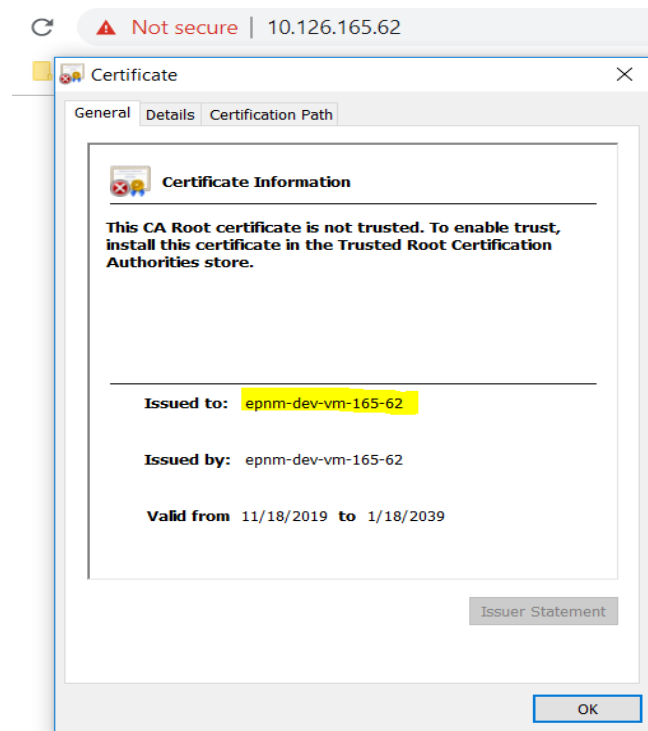 Not secure | 10.126.165.62
Certificate
General Details Certification Path
Certificate Information
This CA Root certificate is not trusted. To enable trust,
install this certificate in the Trusted Root Certification
Authorities store.
Issued to: epnm-dev-vm-165-62
Issued by: epnm-dev-vm-165-62
Valid from 11/18/2019 to 1/18/2039
Issuer Statement
OK